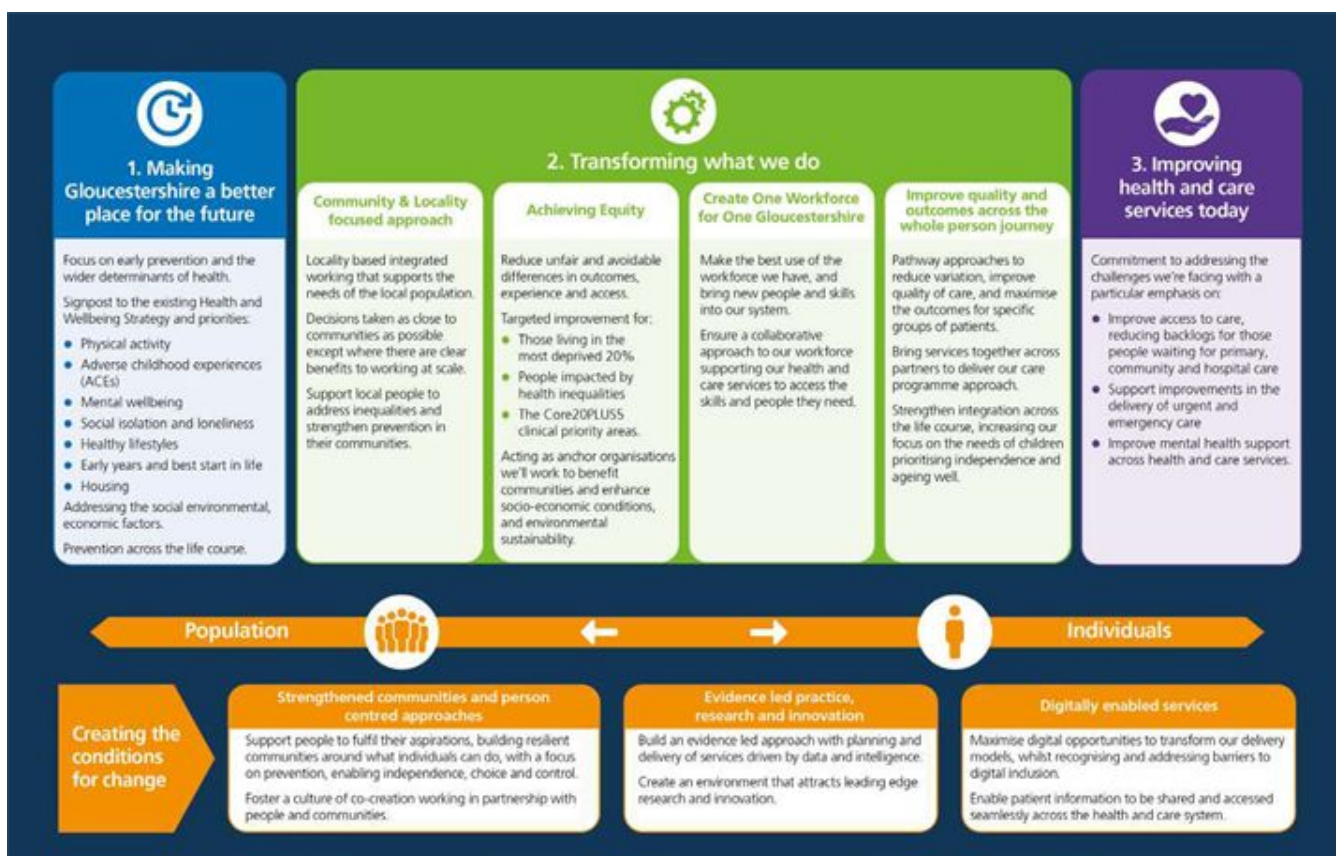 1. Making
Gloucestershire a better
place for the future
Focus on early prevention and the
wider determinants of health.
Signpost to the existing Health and
Wellbeing Strategy and priorities:
Physical activity
Adverse childhood experiences
(ACEs)
Mental wellbeing
Social isolation and loneliness
Healthy lifestyles
Early years and best start in life
Housing
Addressing the social environmental,
economic factors.
Prevention across the life course.
2. Transforming what we do
Community & Locality
focused approach
Locality based integrated
working that supports the
needs of the local population.
Decisions taken as close to
communities as possible
except where there are clear
benefits to working at scale.
Support local people to
address inequalities and
strengthen prevention in
their communities.
Achieving Equity
Reduce unfair and avoidable
differences in outcomes,
experience and access.
Targeted improvement for:
Those living in the
most deprived 20%
People impacted by
health inequalities
The Core20PLUS5
clinical priority areas.
Acting as anchor organisations
we'll work to benefit
communities and enhance
socio-economic conditions,
and environmental
sustainability.
Create One Workforce
for One Gloucestershire
Make the best use of the
workforce we have, and
bring new people and skills
into our system.
Ensure a collaborative
approach to our workforce
supporting our health and
care services to access the
skills and people they need.
Improve quality and
outcomes across the
whole person journey
Pathway approaches to
reduce variation, improve
quality of care, and maximise
the outcomes for specific
groups of patients.
Bring services together across
partners to deliver our care
programme approach.
Strengthen integration across
the life course, increasing our
focus on the needs of children
prioritising independence and
ageing well.
3. Improving
health and care
services today
Commitment to addressing the
challenges we're facing with a
particular emphasis on:
Improve access to care,
reducing backlogs for those
people waiting for primary,
community and hospital care
Support improvements in the
delivery of urgent and
emergency care
Improve mental health support
across health and care services.
Population
Individuals
Creating the
conditions
for change
Strengthened communities and person
centred approaches
Support people to fulfil their aspirations, building resilient
communities around what individuals can do, with a focus
on prevention, enabling independence, choice and control.
Foster a culture of co-creation working in partnership with
people and communities.
Evidence led practice,
research and innovation
Build an evidence led approach with planning and
delivery of services driven by data and intelligence.
Create an environment that attracts leading edge
research and innovation.
Digitally enabled services
Maximise digital opportunities to transform our delivery
models, whilst recognising and addressing barriers to
digital inclusion.
Enable patient information to be shared and accessed
seamlessly across the health and care system.